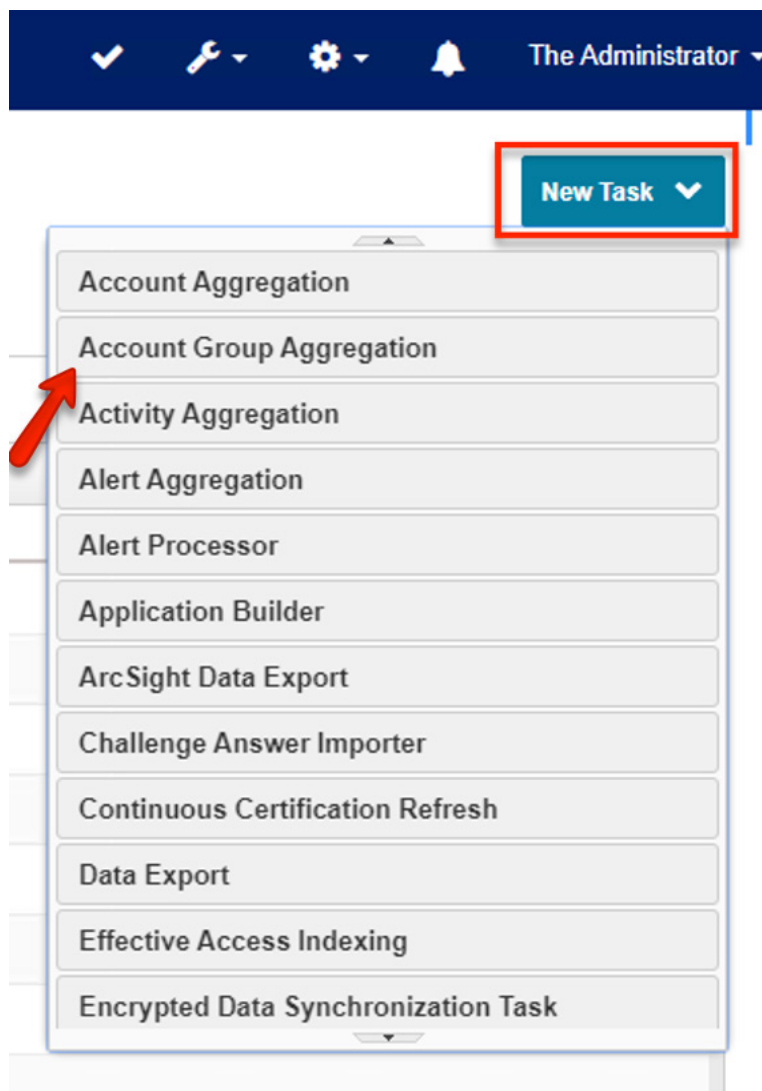 The Administrator
New Task
Account Aggregation
Account Group Aggregation
Activity Aggregation
Alert Aggregation
Alert Processor
Application Builder
ArcSight Data Export
Challenge Answer Importer
Continuous Certification Refresh
Data Export
Effective Access Indexing
Encrypted Data Synchronization Task